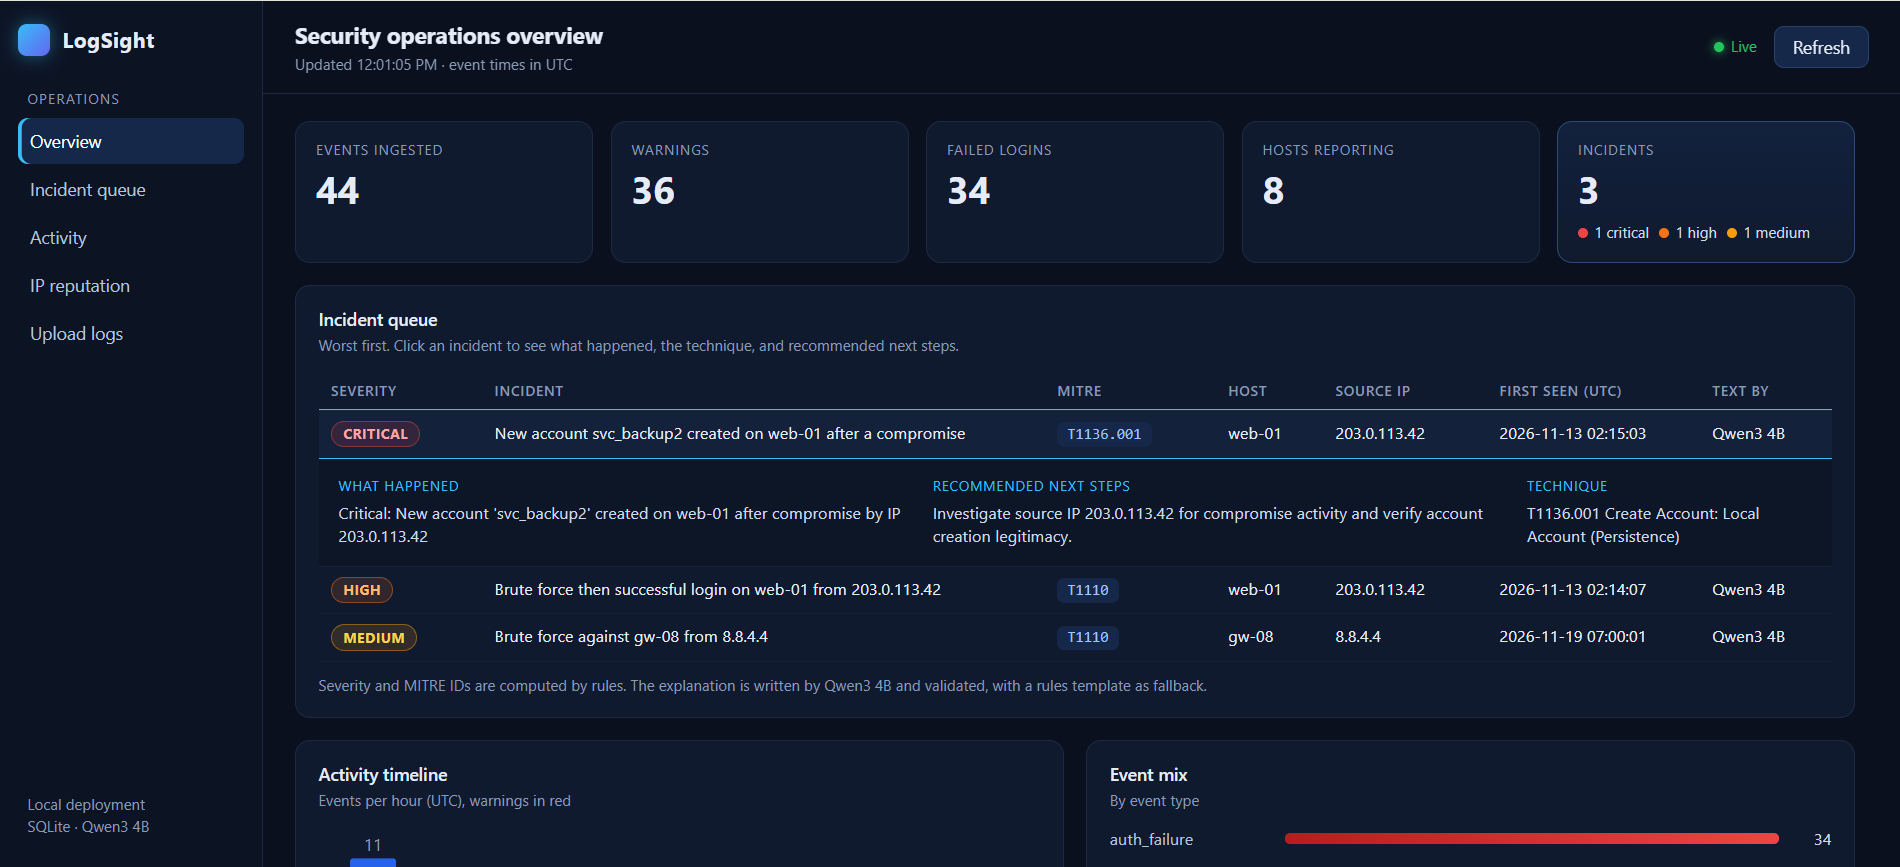 LogSight
OPERATIONS
Overview
Incident queue
Activity
IP reputation
Upload logs
Local deployment
SQLite · Qwen3 4B
Security operations overview
Updated 12:01:05 PM · event times in UTC
Live
Refresh
EVENTS INGESTED
44
WARNINGS
36
FAILED LOGINS
34
HOSTS REPORTING
8
INCIDENTS
3
1 critical 1 high 1 medium
Incident queue
Worst first. Click an incident to see what happened, the technique, and recommended next steps.
SEVERITY INCIDENT MITRE HOST SOURCE IP FIRST SEEN (UTC) TEXT BY
CRITICAL New account svc_backup2 created on web-01 after a compromise T1136.001 web-01 203.0.113.42 2026-11-13 02:15:03 Qwen3 4B
WHAT HAPPENED
Critical: New account 'svc_backup2' created on web-01 after compromise by IP
203.0.113.42
RECOMMENDED NEXT STEPS
Investigate source IP 203.0.113.42 for compromise activity and verify account
creation legitimacy.
TECHNIQUE
T1136.001 Create Account: Local
Account (Persistence)
HIGH Brute force then successful login on web-01 from 203.0.113.42 T1110 web-01 203.0.113.42 2026-11-13 02:14:07 Qwen3 4B
MEDIUM Brute force against gw-08 from 8.8.4.4 T1110 gw-08 8.8.4.4 2026-11-19 07:00:01 Qwen3 4B
Severity and MITRE IDs are computed by rules. The explanation is written by Qwen3 4B and validated, with a rules template as fallback.
Activity timeline
Events per hour (UTC), warnings in red
11
Event mix
By event type
auth_failure 34